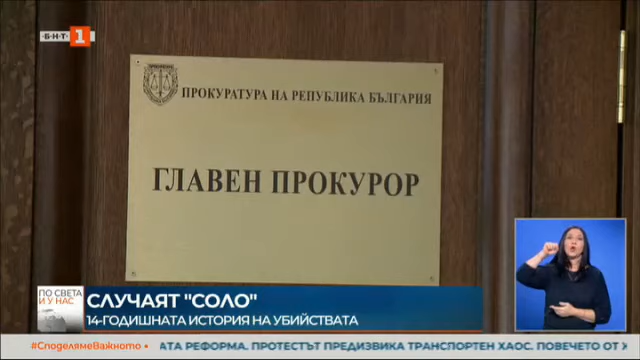 БНТ 1
ПРОКУРАТУРА НА РЕПУБЛИКА БЪЛГАРИЯ
ГЛАВЕН ПРОКУРОР
ПО СВЕТА
И У НАС
СЛУЧАЯТ "СОЛО"
14-ГОДИШНАТА ИСТОРИЯ НА УБИЙСТВАТА
#Споделямеважното
АТА РЕФОРМА. ПРОТЕСТЪТ ПРЕДИЗВИКА ТРАНСПОРТЕН ХАОС. ПОВЕЧЕТО ОТ